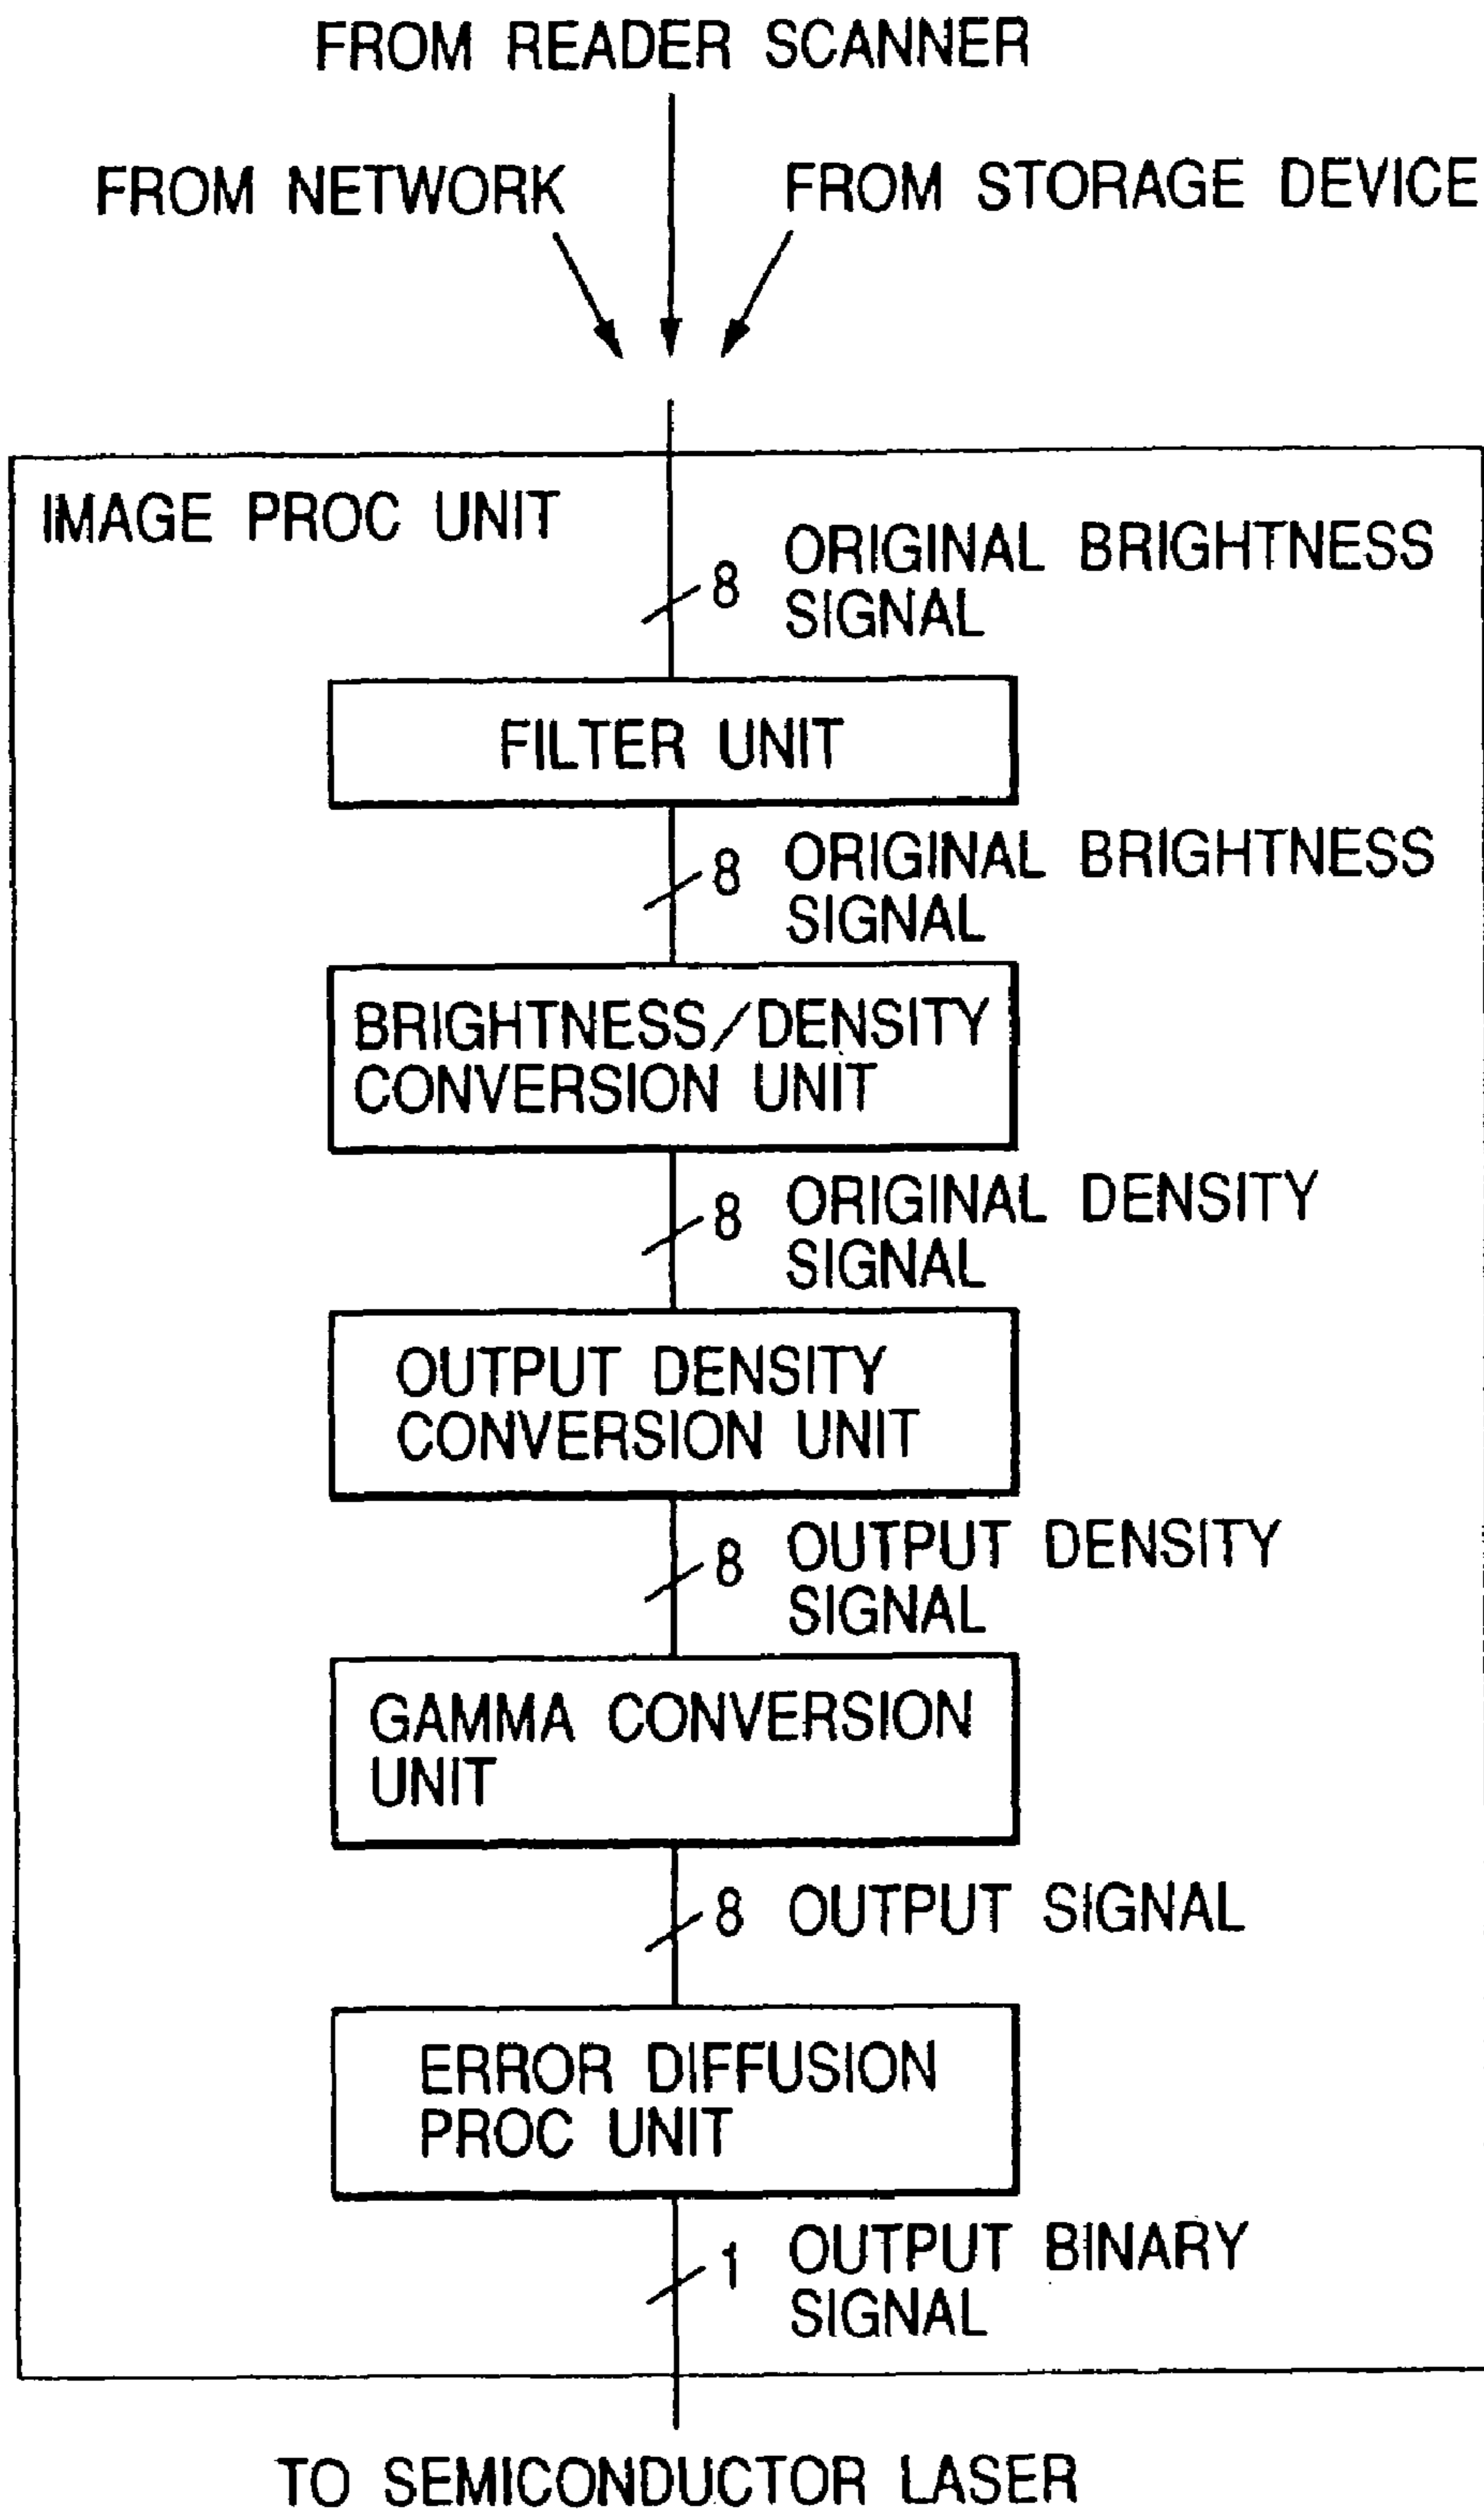 FROM READER SCANNER
FROM NETWORK
FROM STORAGE DEVICE
IMAGE PROC UNIT
8
ORIGINAL BRIGHTNESS
SIGNAL
FILTER UNIT
8
ORIGINAL BRIGHTNESS
SIGNAL
BRIGHTNESS/DENSITY
CONVERSION UNIT
8
ORIGINAL DENSITY
SIGNAL
OUTPUT DENSITY
CONVERSION UNIT
8
OUTPUT DENSITY
SIGNAL
GAMMA CONVERSION
UNIT
8
OUTPUT SIGNAL
ERROR DIFFUSION
PROC UNIT
1
OUTPUT BINARY
SIGNAL
TO SEMICONDUCTOR LASER